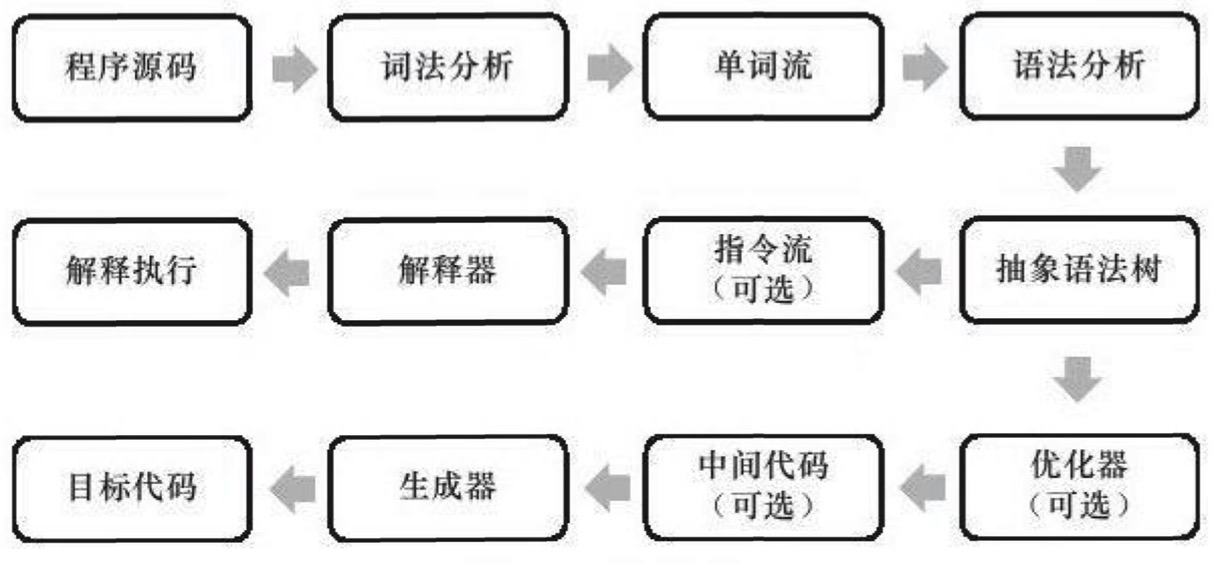 程序源码
词法分析
单词流
语法分析
解释执行
解释器
指令流
（可选）
抽象语法树
目标代码
生成器
中间代码
（可选）
优化器
（可选）